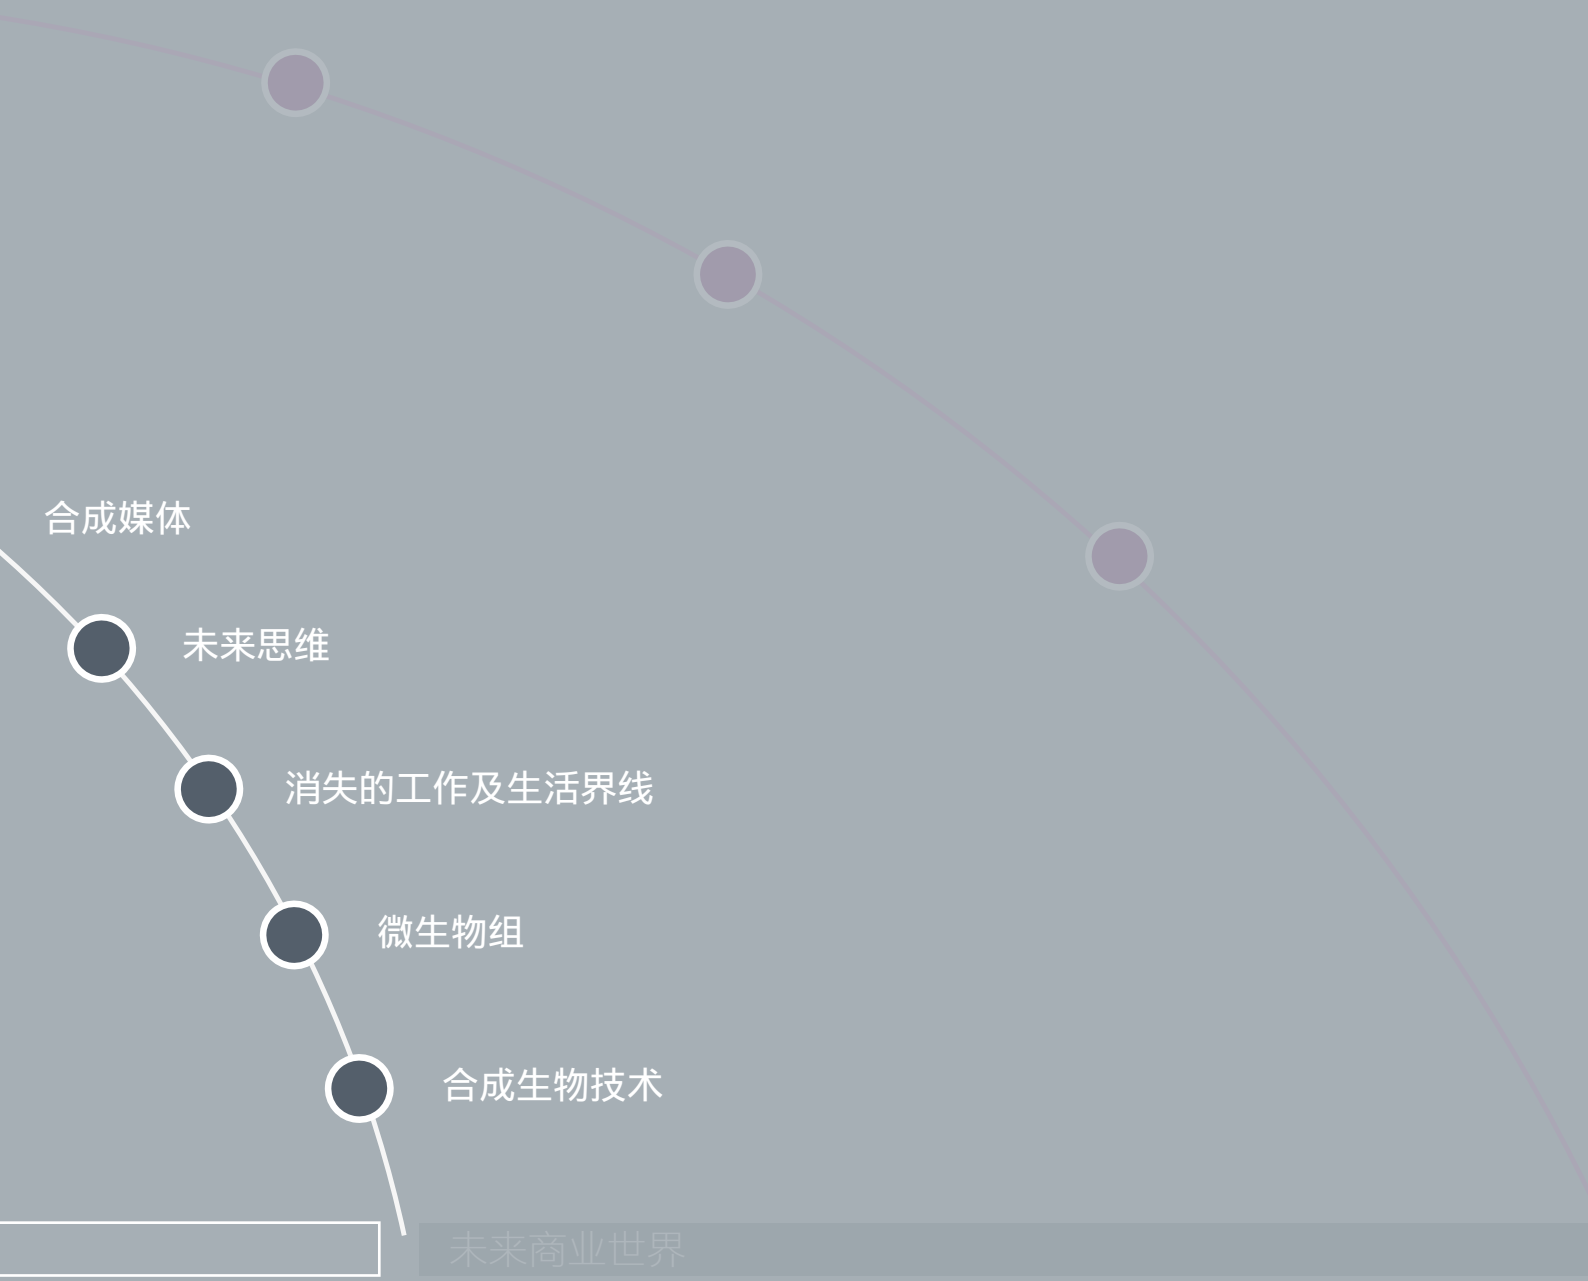 合成媒体
未来思维
消失的工作及生活界线
微生物组
合成生物技术
未来商业世界